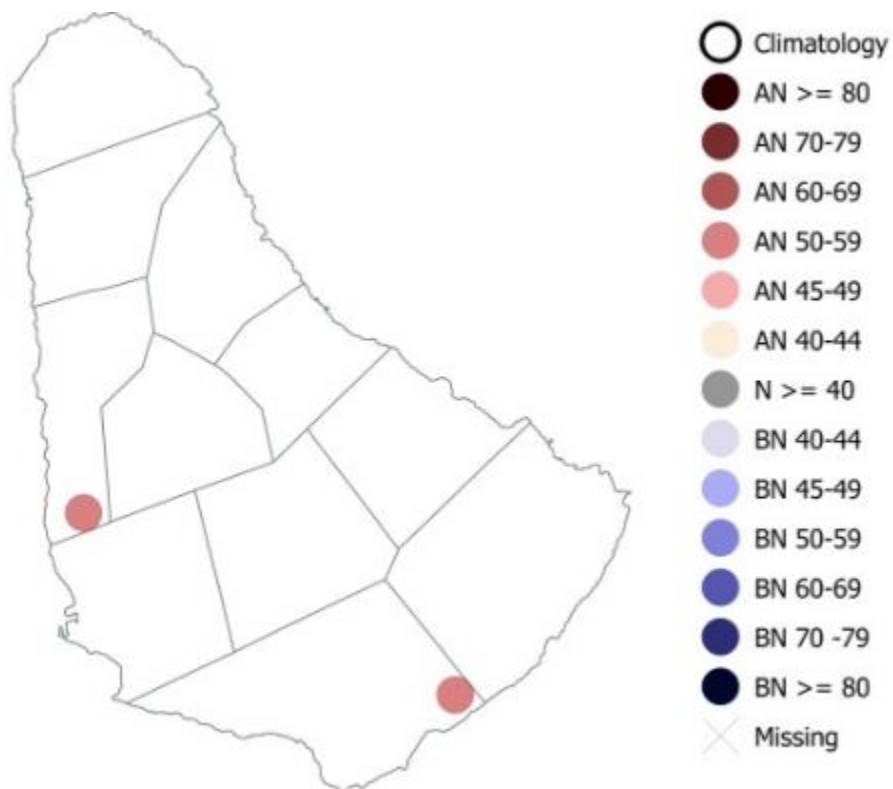 Climatology
AN >= 80
AN 70-79
AN 60-69
AN 50-59
AN 45-49
AN 40-44
N >= 40
BN 40-44
BN 45-49
BN 50-59
BN 60-69
BN 70 -79
BN >= 80
Missing